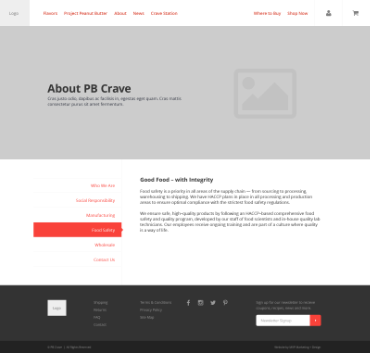 Logo
Flavors
Project Peanut Butter
About
News
Crave Station
Where to Buy
Shop Now
About PB Crave
Cras justo odio, dapibus ac facilisis in, egestas eget quam. Cras mattis
consectetur purus sit amet fermentum.
Who We Are
Social Responsibility
Manufacturing
Food Safety
Wholesale
Contact Us
Good Food - with Integrity
Food safety is a priority in all areas of the supply chain — from sourcing to processing,
warehousing to shipping. We have HACCP plans in place in all processing and production
areas to ensure optimal compliance with the strictest food safety regulations.
We ensure safe, high-quality products by following an HACCP-based comprehensive food
safety and quality program, developed by our staff of food scientists and in-house quality lab
technicians. Our employees receive ongoing training and are part of a culture where quality
is a way of life.
Logo
Shipping
Returns
FAQ
Contact
Terms & Conditions
Privacy Policy
Site Map
Sign up for our newsletter to receive
Newsletter Signup